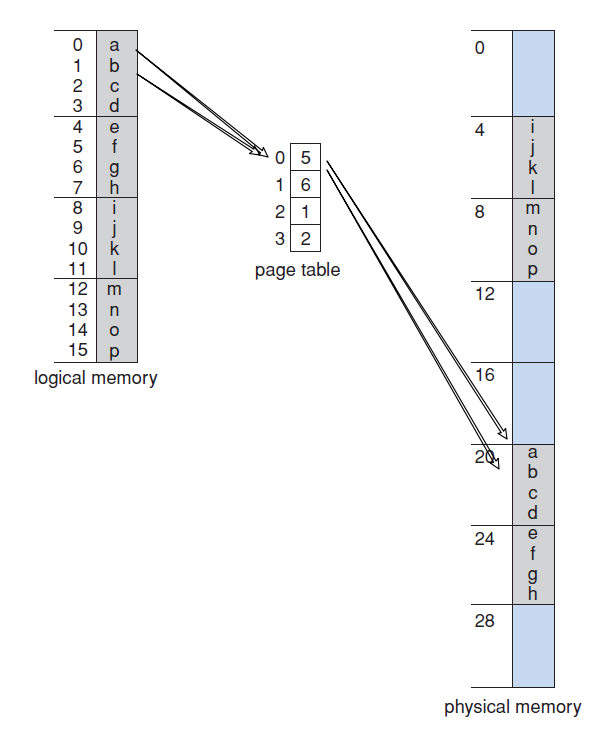 0 a
1 b
2 c
3 d
4 e
5 f
6 g
7 h
8 i
9 j
10 k
11 l
12 m
13 n
14 o
15 p
logical memory
0 5
1 6
2 1
3 2
page table
0
4 i
j
k
l
8 m
n
o
p
12
16
20 a
b
c
d
24 e
f
g
h
28
physical memory